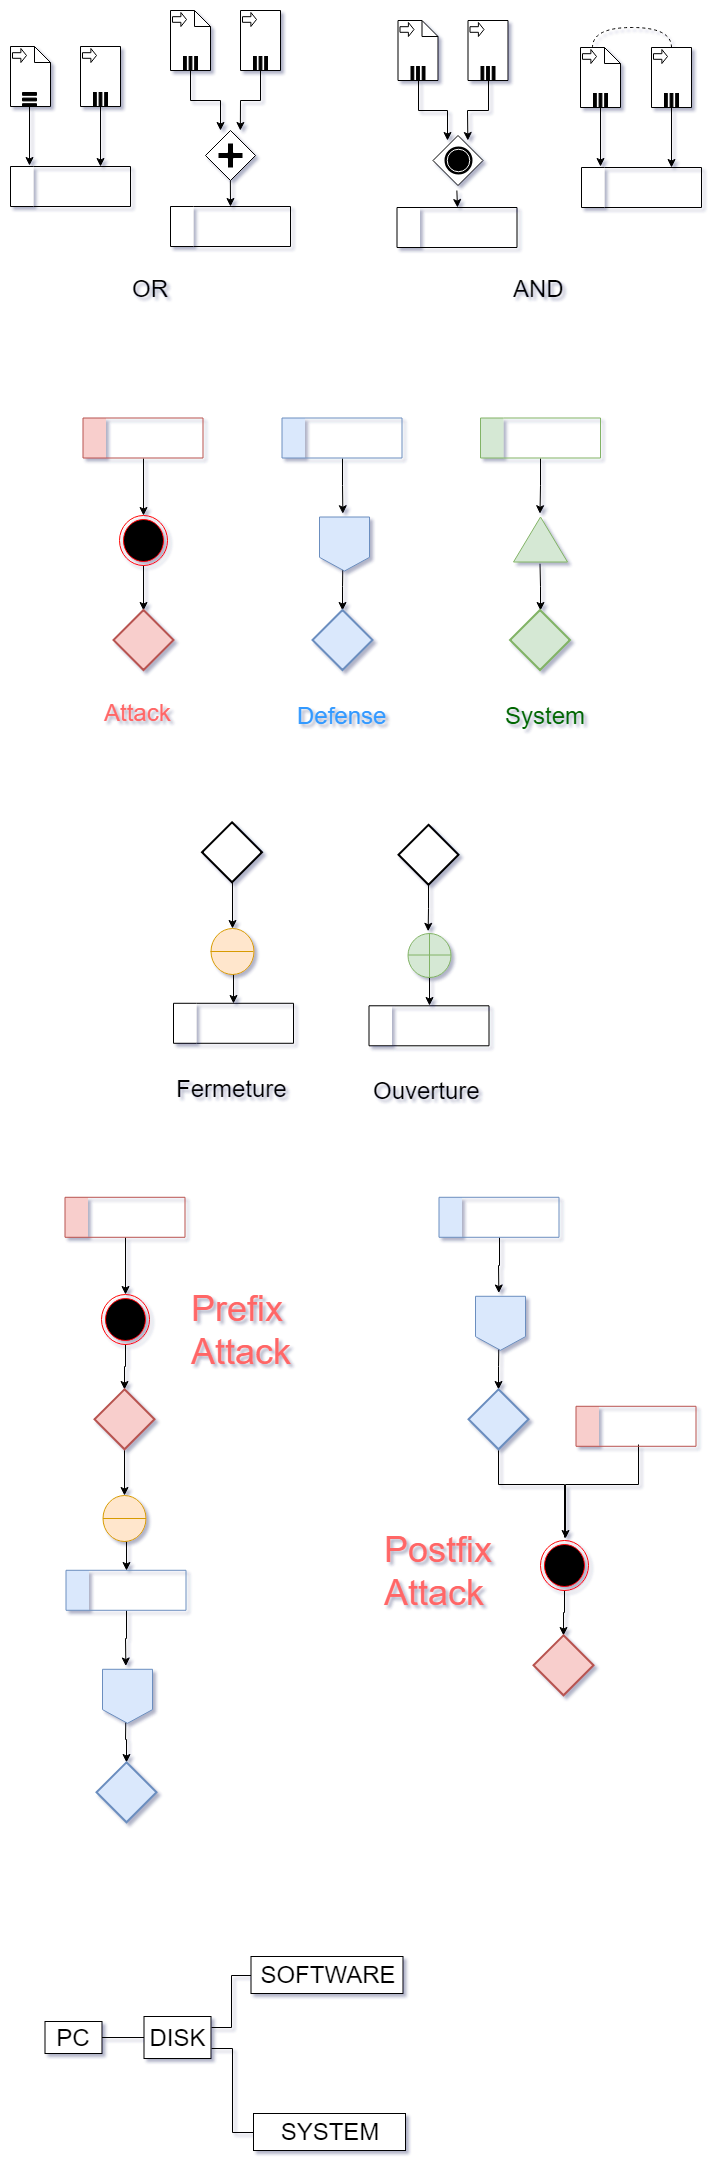 OR
AND
Attack
Defense
System
Fermeture
Ouverture
Prefix
Attack
Postfix
Attack
SOFTWARE
PC
DISK
SYSTEM